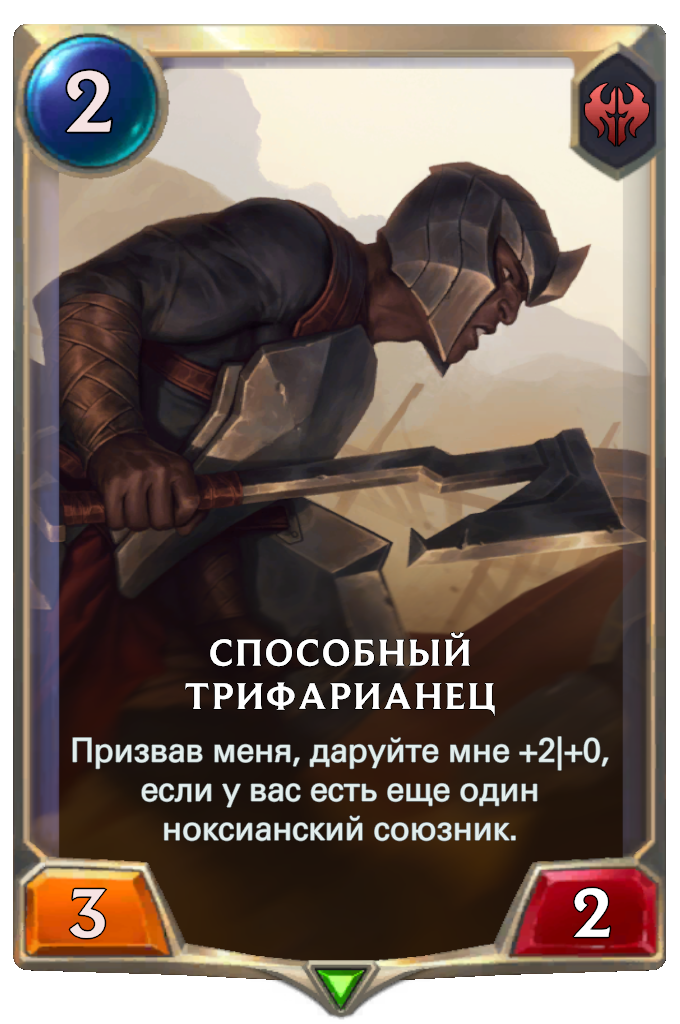 2
СПОСОБНЫЙ
ТРИФАРИАНЕЦ
Призвав меня, даруйте мне +2|+0,
если у вас есть еще один
ноксианский союзник.
3
2